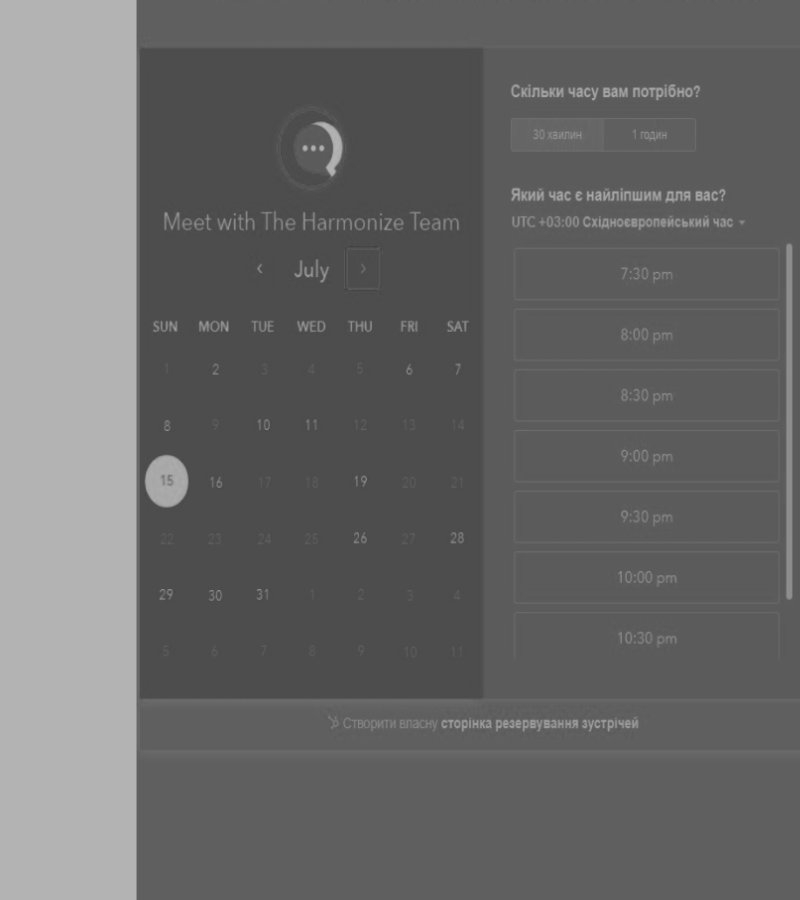 Meet with The Harmonize Team
July
SUN MON TUE WED THU FRI SAT
1 2 3 4 5 6 7
8 9 10 11 12 13 14
15 16 17 18 19 20 21
22 23 24 25 26 27 28
29 30 31 1 2 3 4
5 6 7 8 9 10 11
Скільки часу вам потрібно?
30 хвилин 1 годин
Який час є найліпшим для вас?
UTC +03:00 Східноєвропейський час
7:30 pm
8:00 pm
8:30 pm
9:00 pm
9:30 pm
10:00 pm
10:30 pm
Створити власну сторінка резервування зустрічей